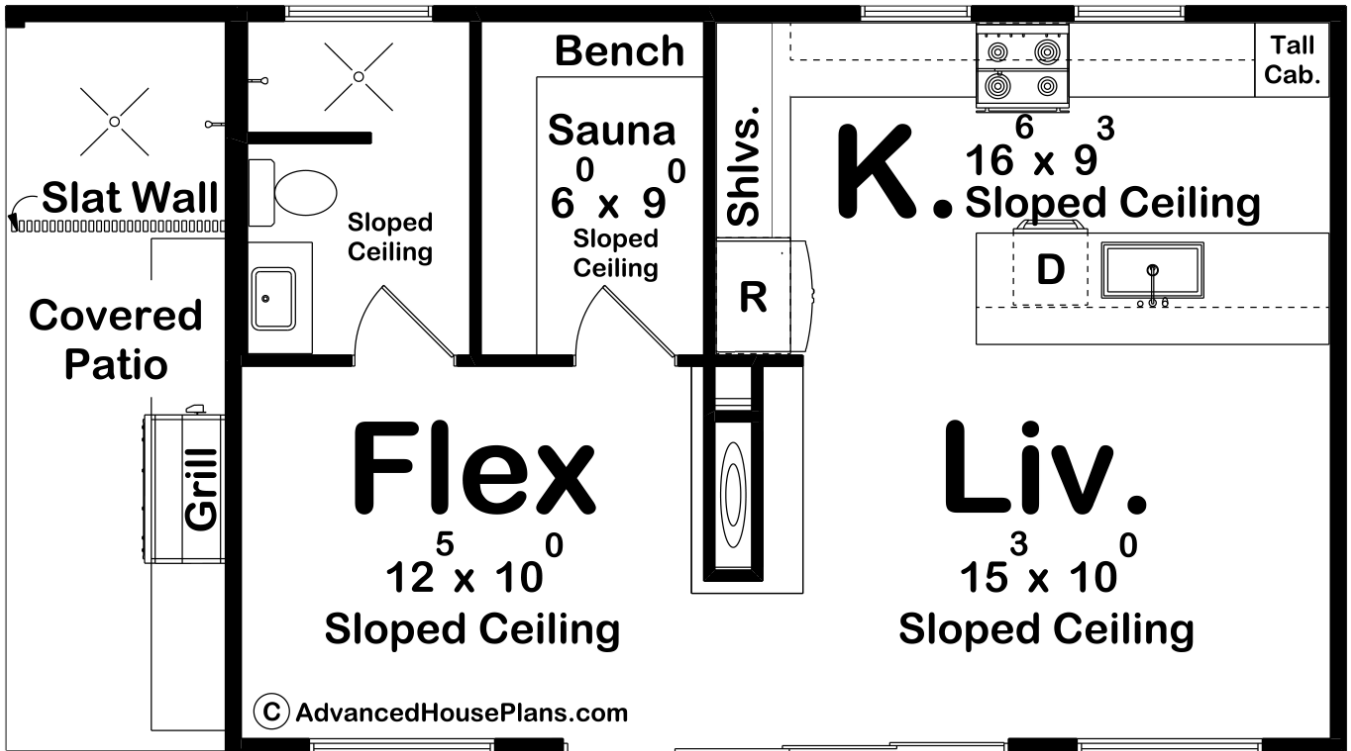 Bench
Tall
Cab.
Sauna
6⁰ x 9⁰
Sloped
Ceiling
Shlvs.
K.
16⁶ x 9³
Sloped Ceiling
Slat Wall
Sloped
Ceiling
R
D
Covered
Patio
Grill
Flex
12⁵ x 10⁰
Sloped Ceiling
Liv.
15³ x 10⁰
Sloped Ceiling
© AdvancedHousePlans.com